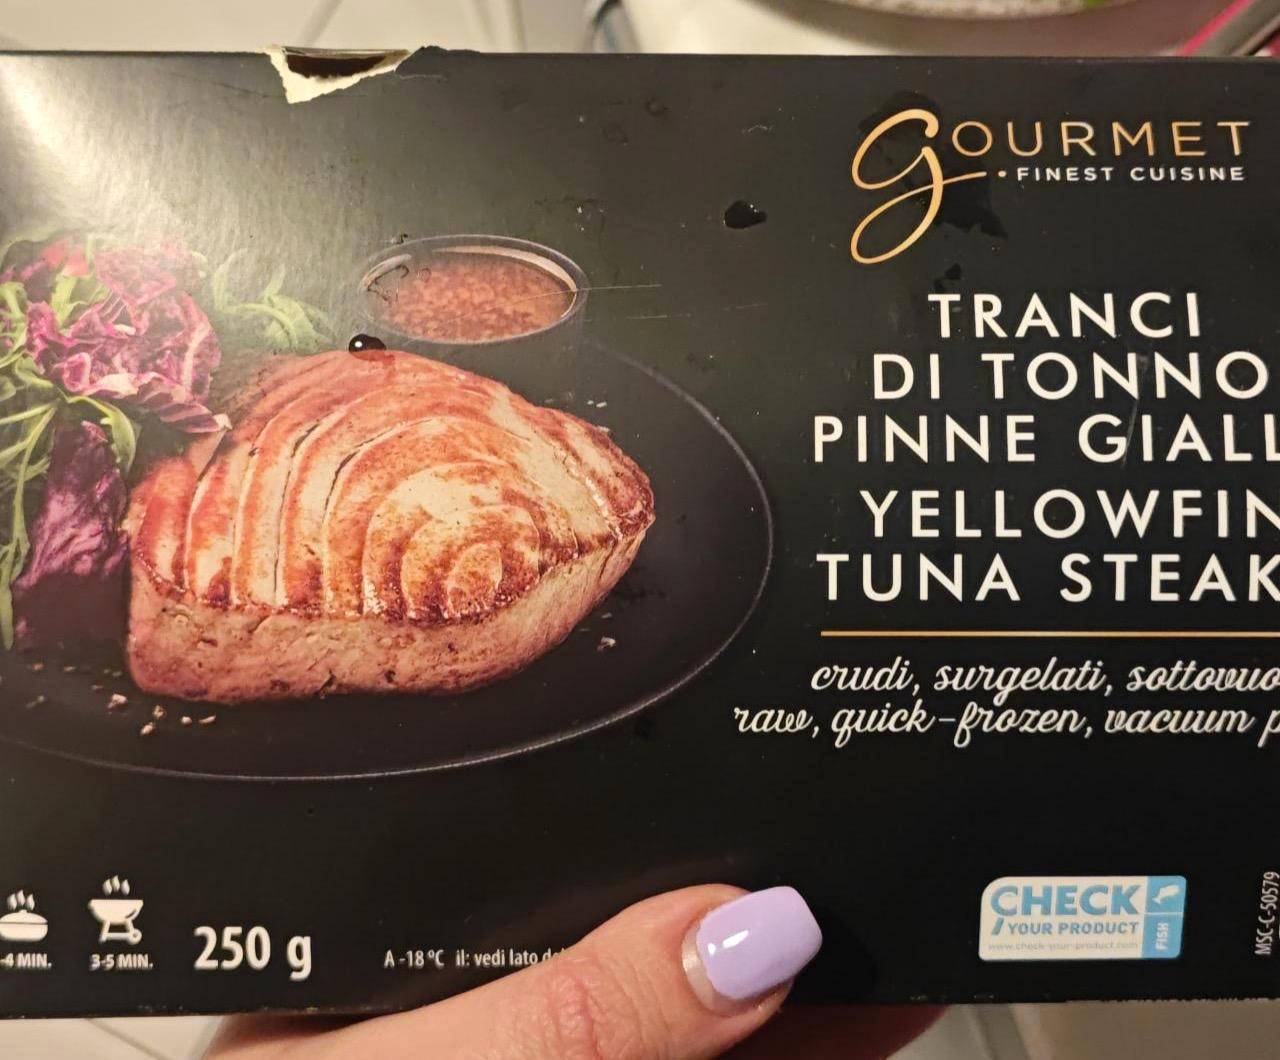 GOURMET
FINEST CUISINE
TRANCI
DI TONNO
PINNE GIALL
YELLOWFIN
TUNA STEAK
crudi, surgelati, sottovuo
raw, quick-frozen, vacuum p
-4 MIN.
3-5 MIN.
250 g
A -18°C il: vedi lato
CHECK
YOUR PRODUCT
www.check-your-product.com
FISH
MSC-C-50579